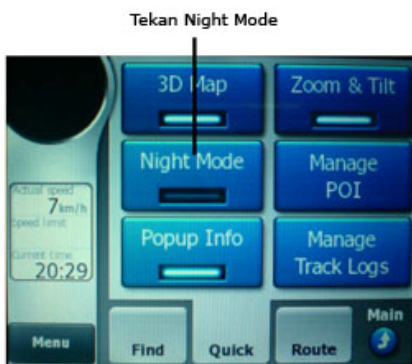 Tekan Night Mode
3D Map
Zoom & Tilt
Night Mode
Manage
POI
Popup Info
Manage
Track Logs
Actual speed
7km/h
Speed limit
Current time
20:29
Menu
Find
Quick
Route
Main